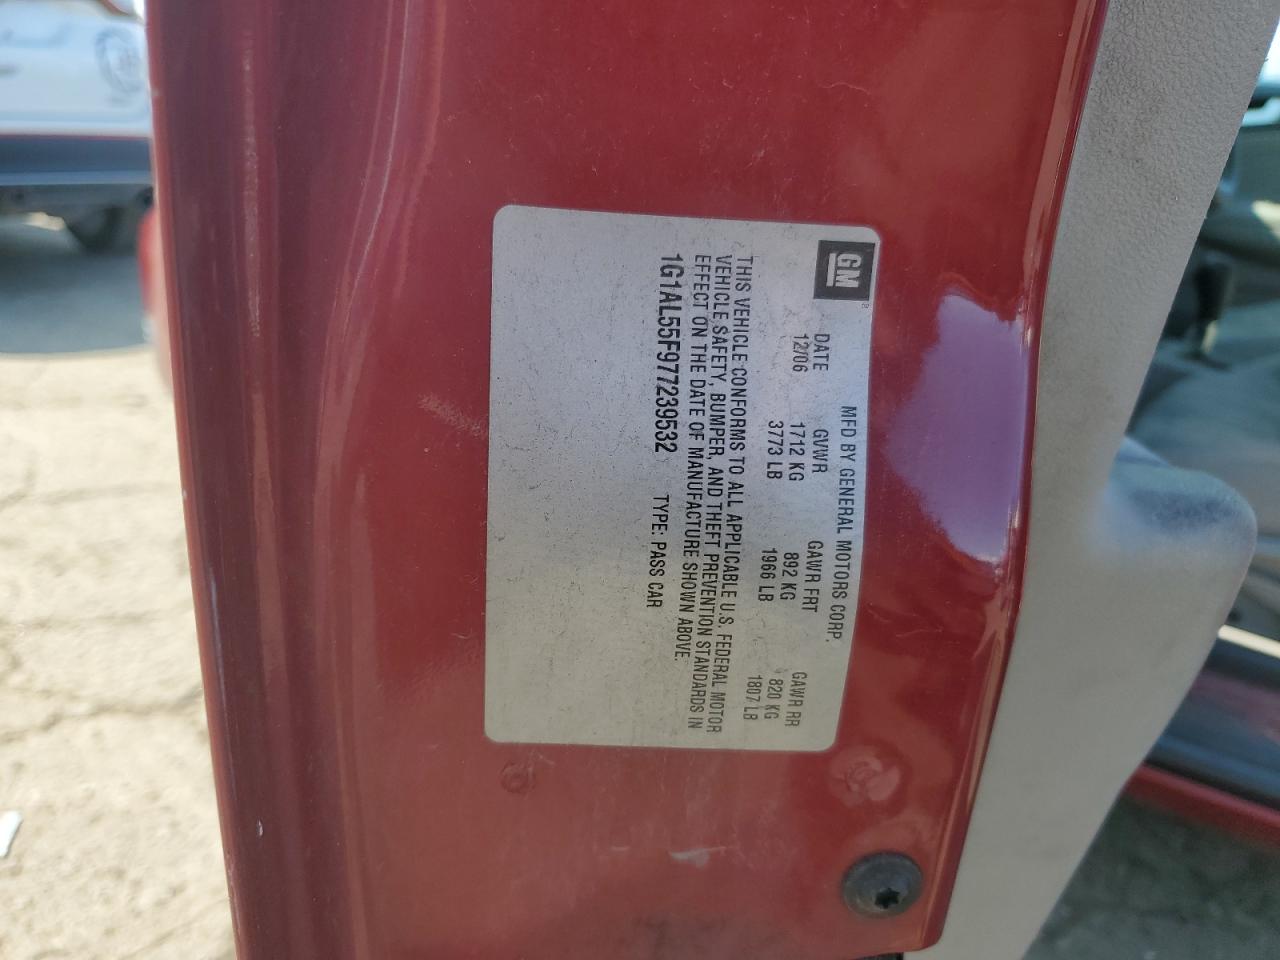 GM
MFD BY GENERAL MOTORS CORP.
DATE GVWR GAWR FRT GAWR RR
12/06 1712 KG 892 KG 820 KG
3773 LB 1966 LB 1807 LB
THIS VEHICLE CONFORMS TO ALL APPLICABLE U.S. FEDERAL MOTOR
VEHICLE SAFETY, BUMPER, AND THEFT PREVENTION STANDARDS IN
EFFECT ON THE DATE OF MANUFACTURE SHOWN ABOVE.
1G1AL55F977239532 TYPE: PASS CAR